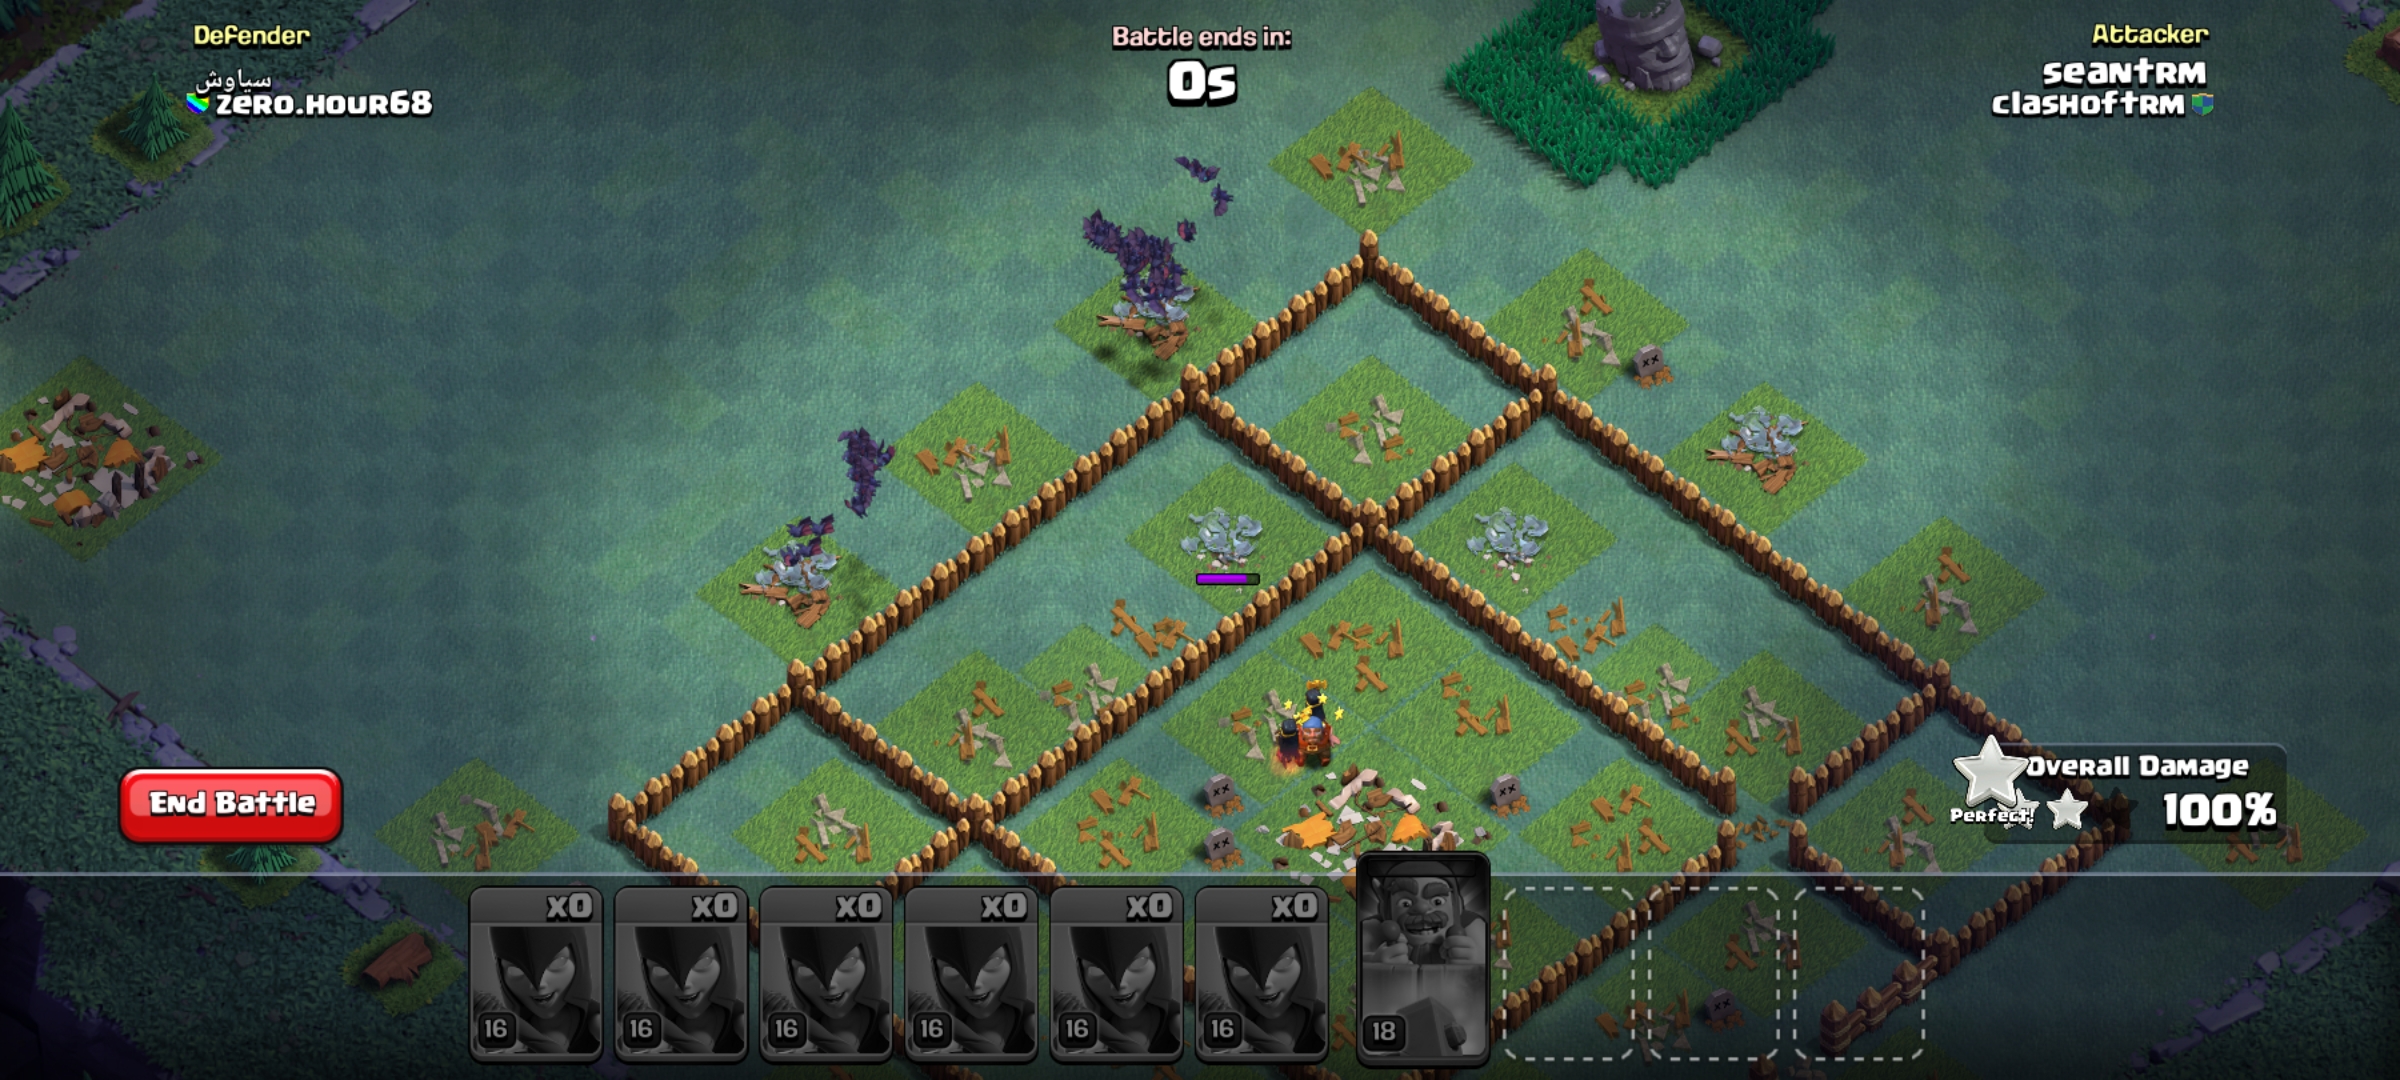 Defender
سیاوش
zero.hour68
Battle ends in:
0s
Attacker
seantrm
clashoftrm
End Battle
Overall Damage
Perfect!
100%
x0
x0
x0
x0
x0
x0
16
16
16
16
16
16
18